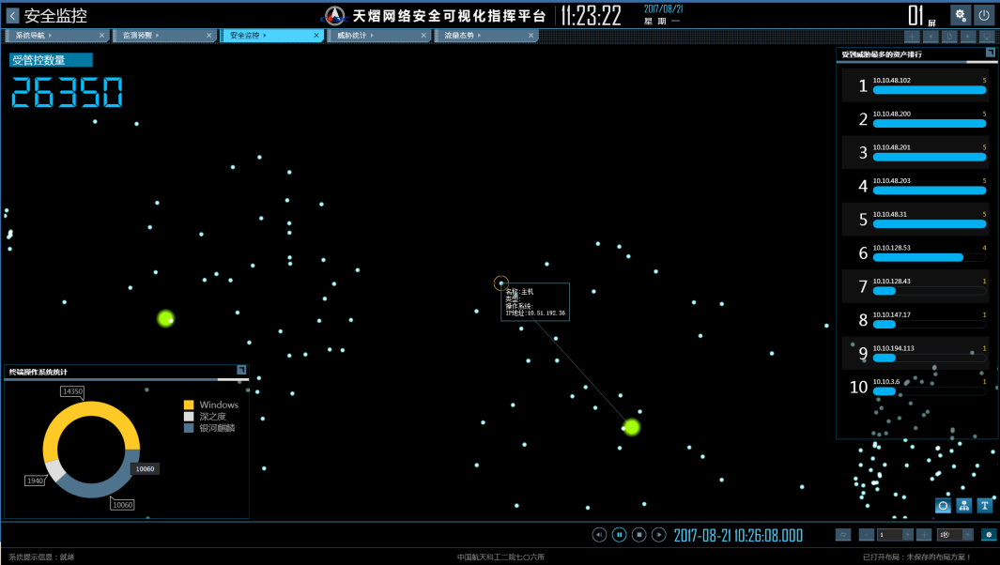 安全监控
天熠网络安全可视化指挥平台
11:23:22
2017/08/21
星期一
01屏
系统导航
监测预警
安全监控
威胁统计
流量态势
受管控数量
26350
名称:主机
类型:
操作系统:
IP地址:10.51.192.36
受到威胁最多的资产排行
1 10.10.48.102 5
2 10.10.48.200 5
3 10.10.48.201 5
4 10.10.48.203 5
5 10.10.48.31 5
6 10.10.128.53 4
7 10.10.128.43 1
8 10.10.147.17 1
9 10.10.194.113 1
10 10.10.3.6 1
终端操作系统统计
14350
1940
10060
10060
Windows
深之度
银河麒麟
T
2017-08-21 10:26:08.000
1
1秒
系统提示信息：就绪
中国航天科工二院七〇六所
已打开布局：未保存的布局方案！